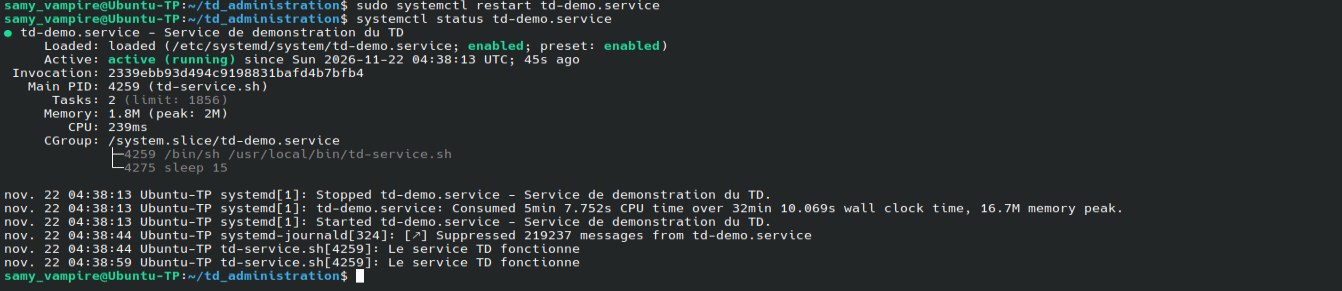 samy_vampire@Ubuntu-TP:~/td_administration$ sudo systemctl restart td-demo.service
samy_vampire@Ubuntu-TP:~/td_administration$ systemctl status td-demo.service
● td-demo.service - Service de demonstration du TD
Loaded: loaded (/etc/systemd/system/td-demo.service; enabled; preset: enabled)
Active: active (running) since Sun 2026-11-22 04:38:13 UTC; 45s ago
Invocation: 2339ebb93d494c9198831bafd4b7bfb4
Main PID: 4259 (td-service.sh)
Tasks: 2 (limit: 1856)
Memory: 1.8M (peak: 2M)
CPU: 239ms
CGroup: /system.slice/td-demo.service
├─4259 /bin/sh /usr/local/bin/td-service.sh
└─4275 sleep 15
nov. 22 04:38:13 Ubuntu-TP systemd[1]: Stopped td-demo.service - Service de demonstration du TD.
nov. 22 04:38:13 Ubuntu-TP systemd[1]: td-demo.service: Consumed 5min 7.752s CPU time over 32min 10.069s wall clock time, 16.7M memory peak.
nov. 22 04:38:13 Ubuntu-TP systemd[1]: Started td-demo.service - Service de demonstration du TD.
nov. 22 04:38:44 Ubuntu-TP systemd-journald[324]: [↗] Suppressed 219237 messages from td-demo.service
nov. 22 04:38:44 Ubuntu-TP td-service.sh[4259]: Le service TD fonctionne
nov. 22 04:38:59 Ubuntu-TP td-service.sh[4259]: Le service TD fonctionne
samy_vampire@Ubuntu-TP:~/td_administration$